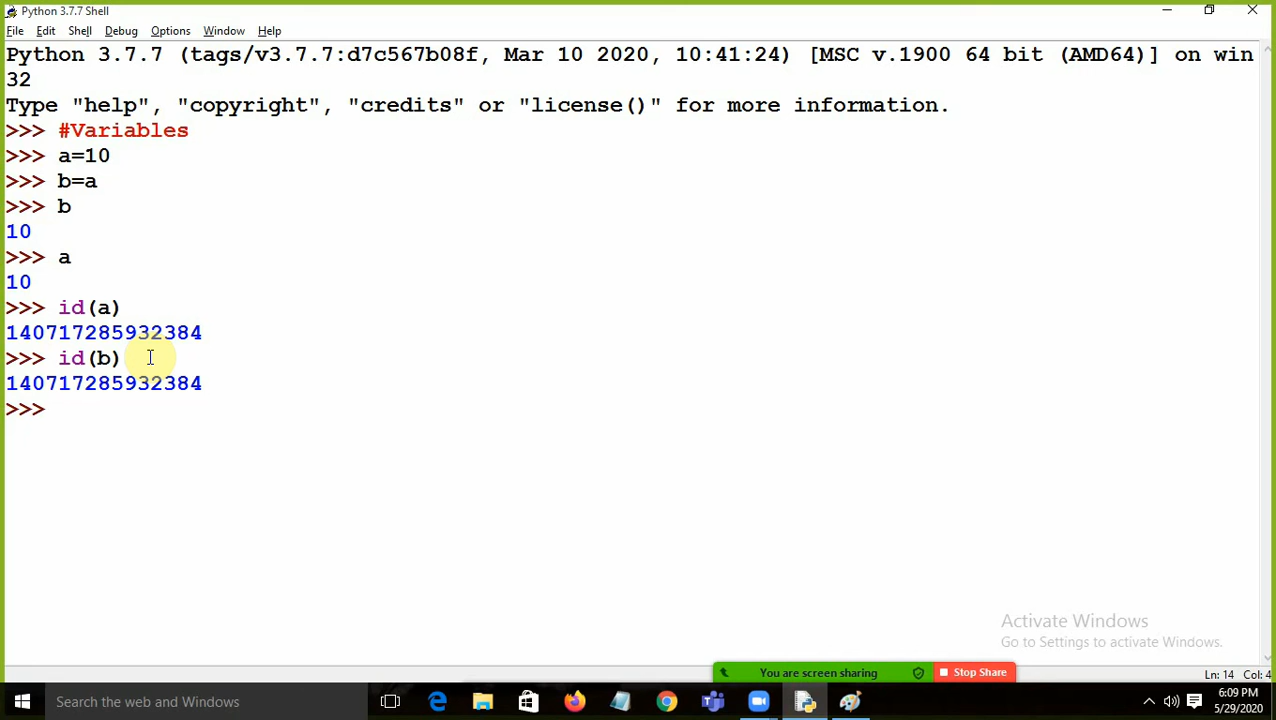 Python 3.7.7 Shell
File Edit Shell Debug Options Window Help
Python 3.7.7 (tags/v3.7.7:d7c567b08f, Mar 10 2020, 10:41:24) [MSC v.1900 64 bit (AMD64)] on win
32
Type "help", "copyright", "credits" or "license()" for more information.
>>> #Variables
>>> a=10
>>> b=a
>>> b
10
>>> a
10
>>> id(a)
140717285932384
>>> id(b)
140717285932384
>>>
Activate Windows
Go to Settings to activate Windows.
You are screen sharing Stop Share
Ln: 14 Col: 4
Search the web and Windows
6:09 PM
5/29/2020